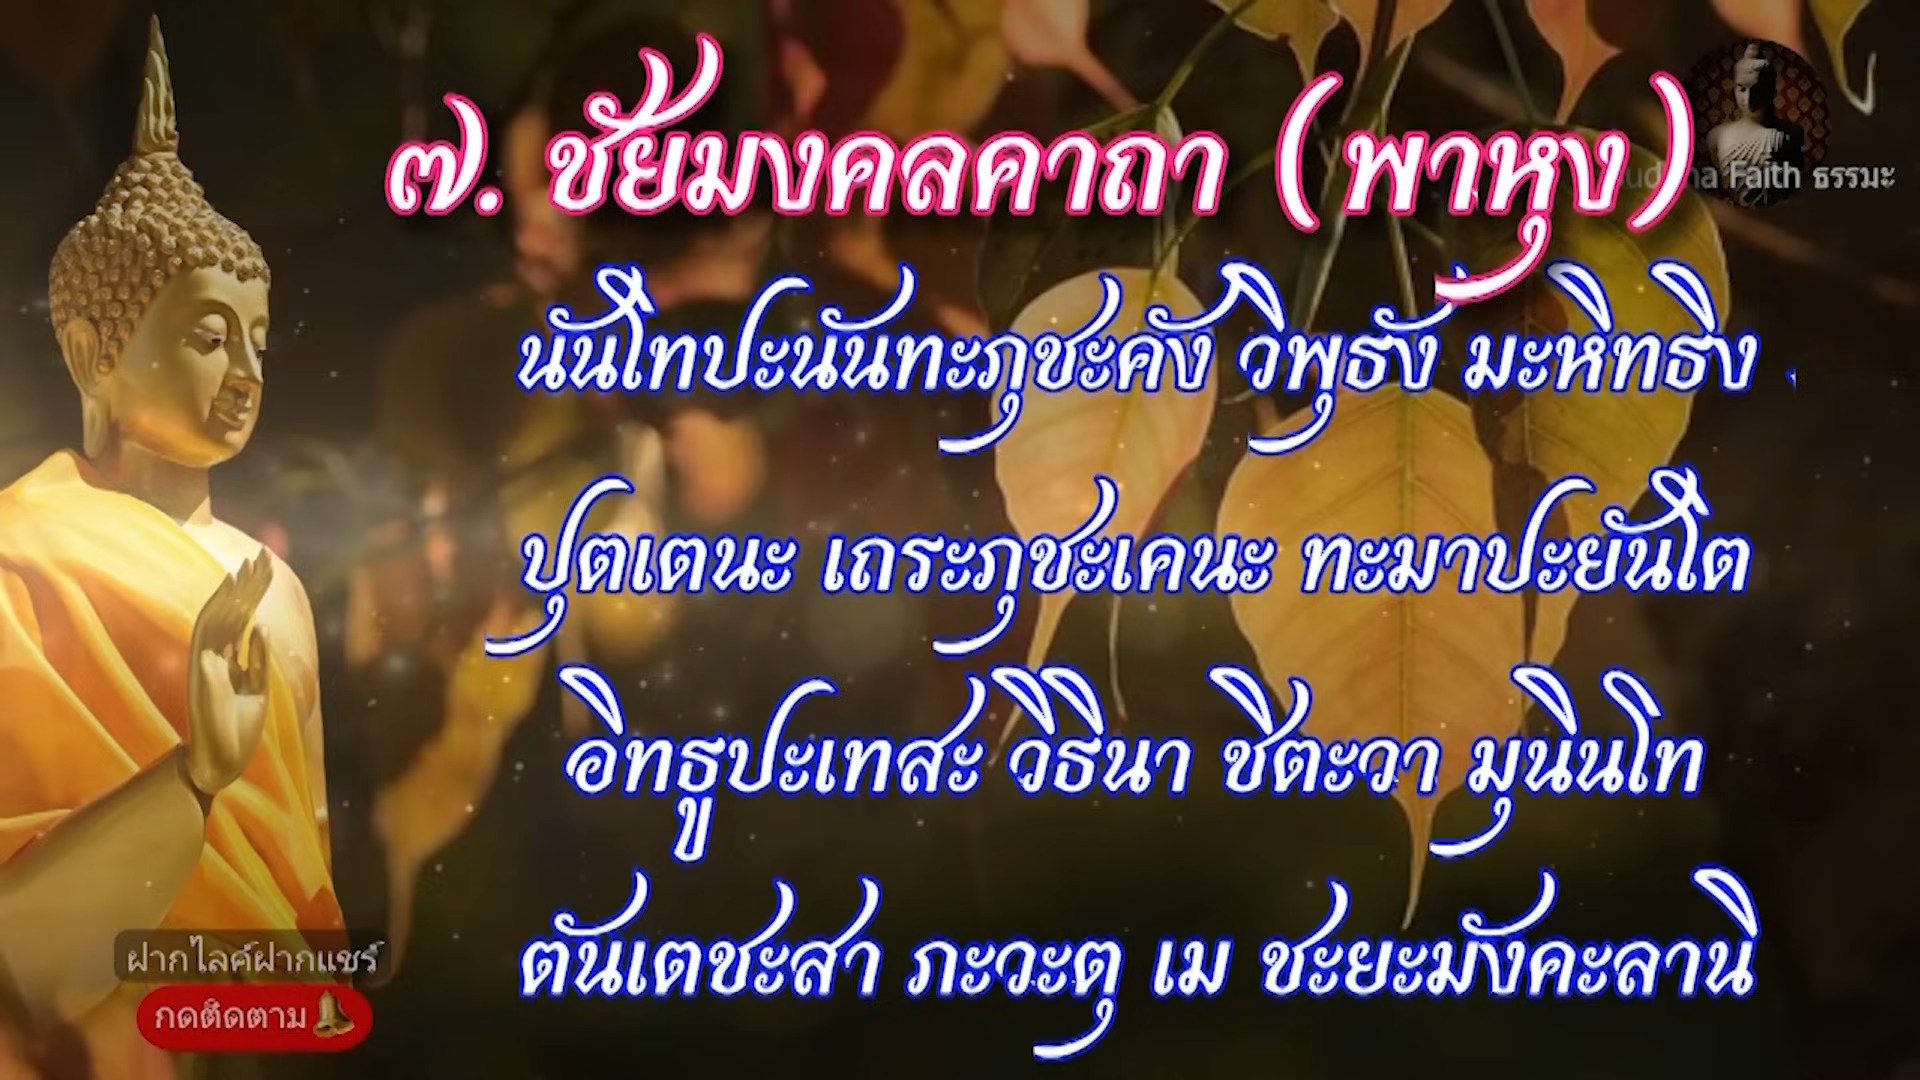 ๗. ชัยมงคลคาถา ( พาหุง )
Faith ธรรมะ
นันโทปะนันทะภุชะคัง วิพุธัง มะหิทธิง
ปุตเตนะ เถระภุชะเคนะ ทะมาปะยันโต
อิทธูปะเทสะ วิธินา ชิตะวา มุนินโท
ตันเตชะสา ภะวะตุ เม ชะยะมังคะลานิ
ฝากไลค์ฝากแชร์
กดติดตาม